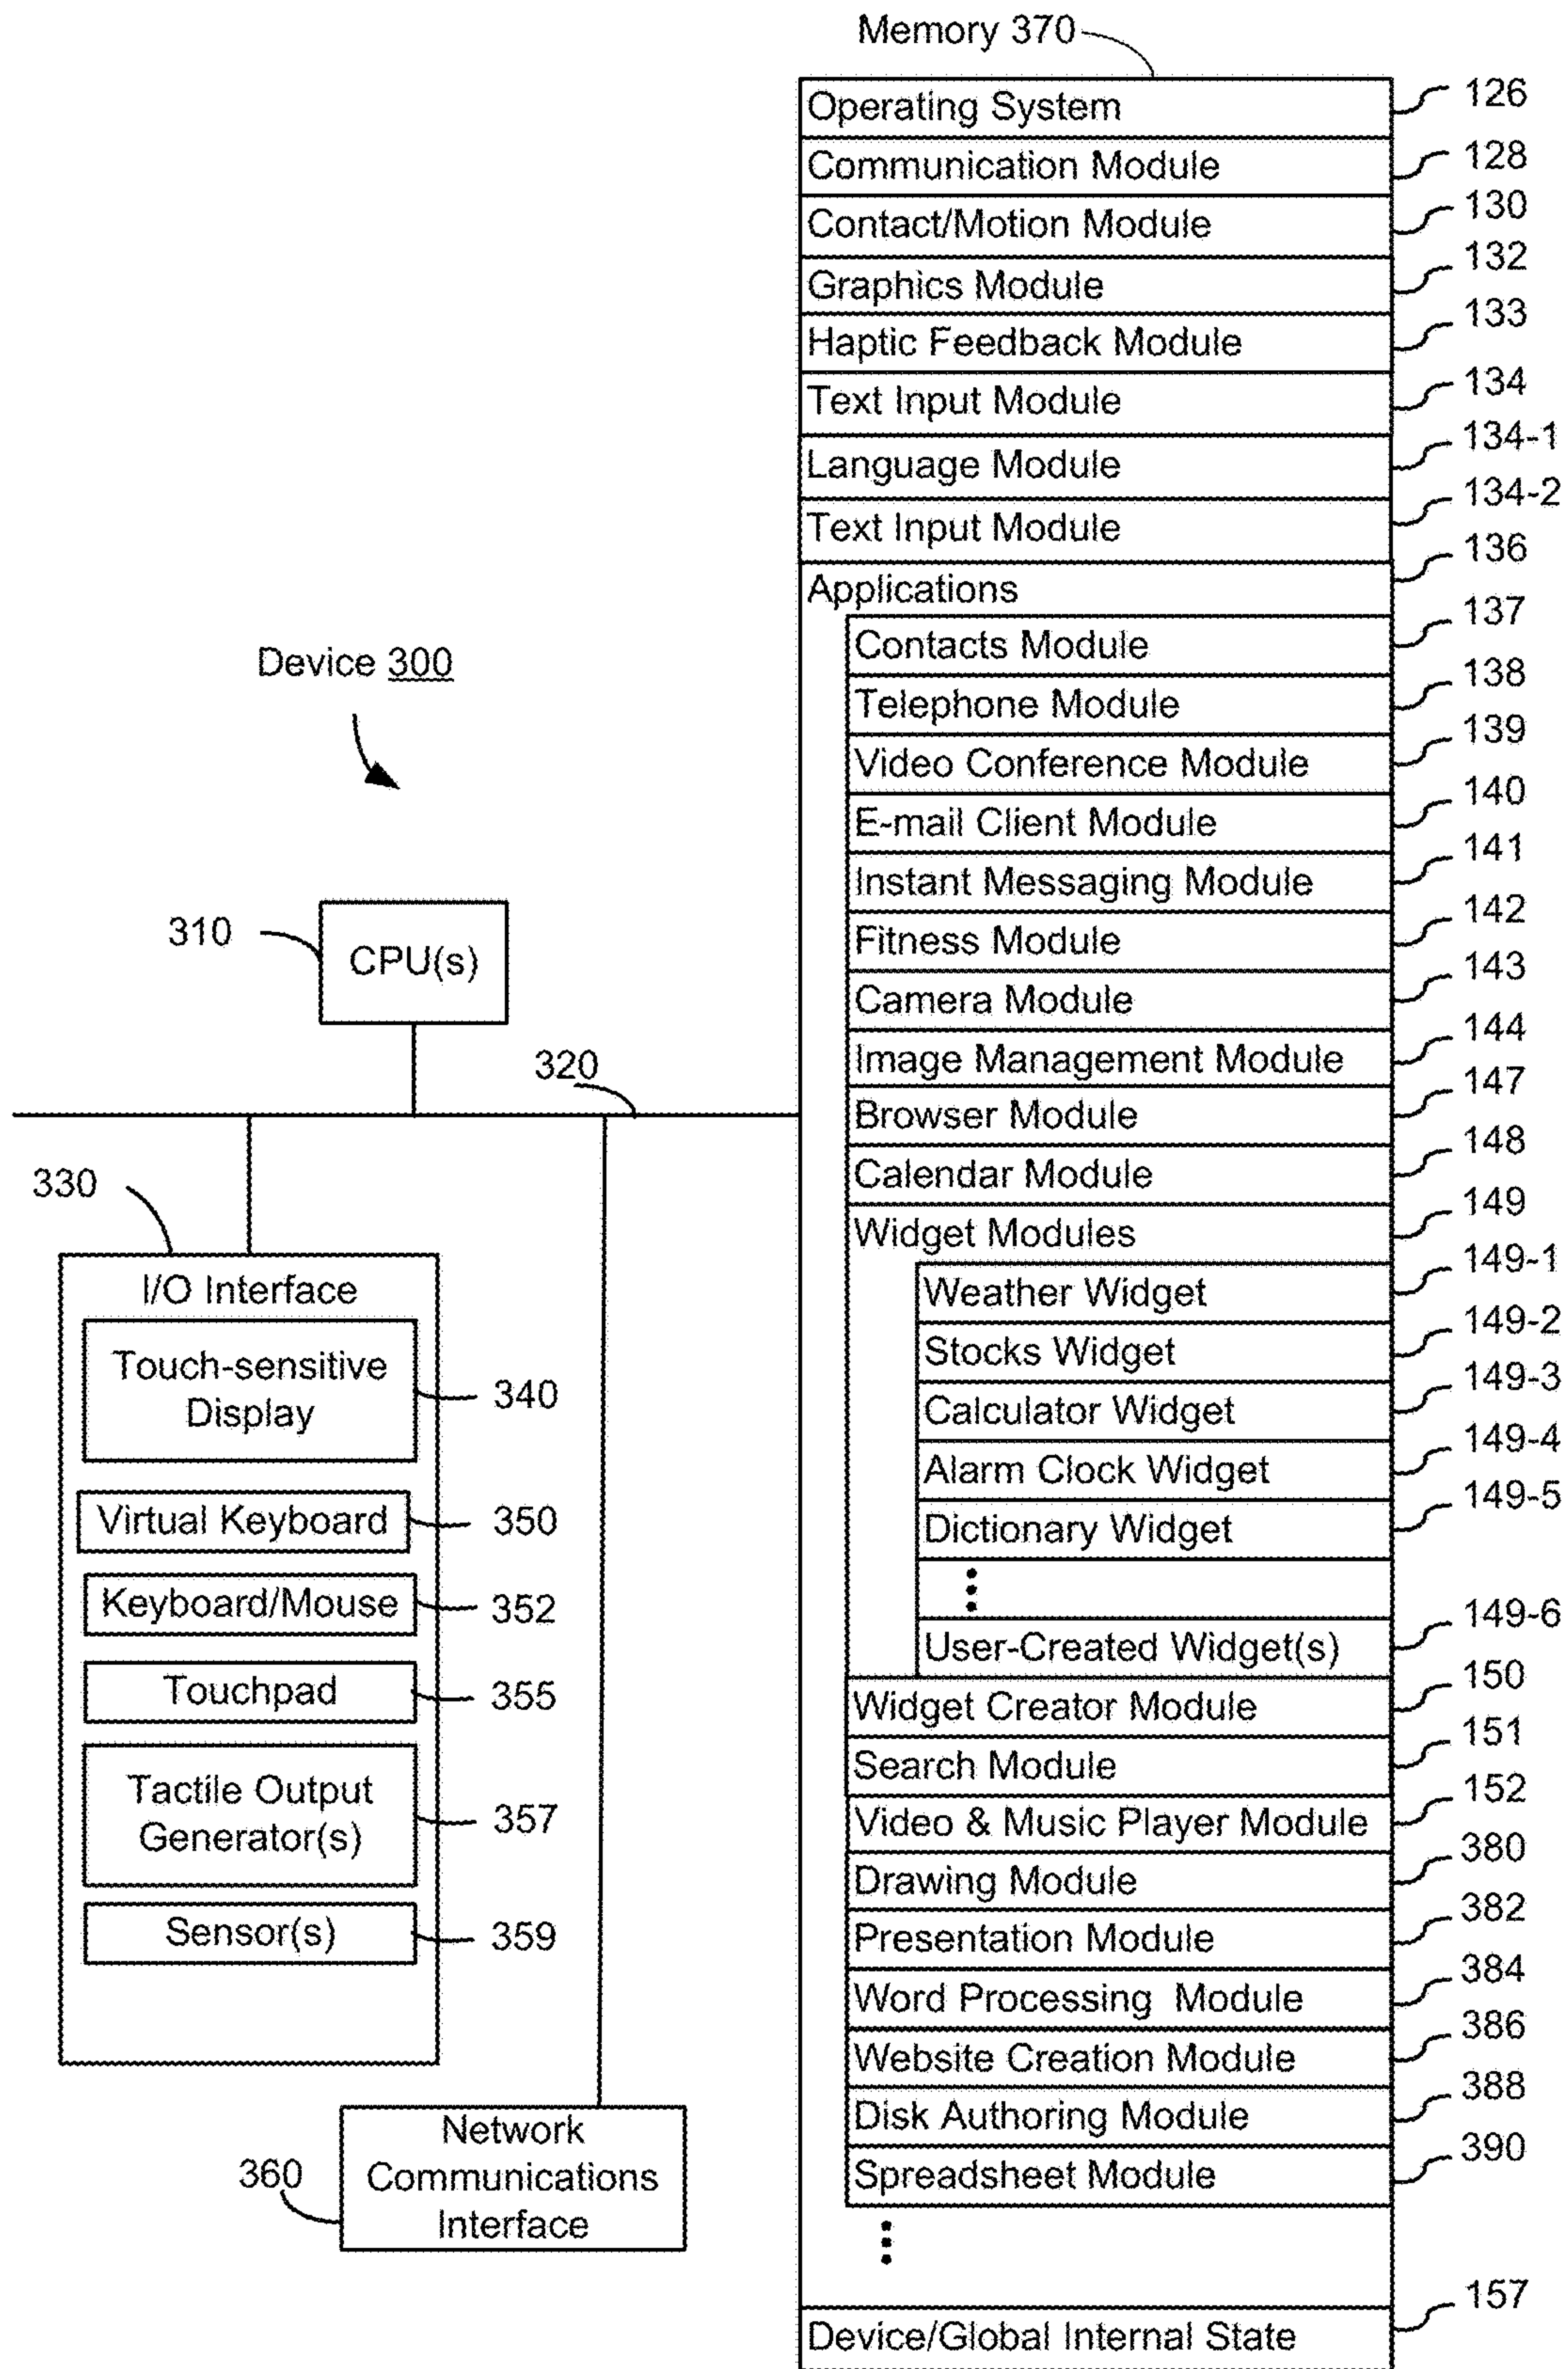 Memory 370
Operating System 126
Communication Module 128
Contact/Motion Module 130
Graphics Module 132
Haptic Feedback Module 133
Text Input Module 134
Language Module 134-1
Text Input Module 134-2
Applications 136
Contacts Module 137
Telephone Module 138
Video Conference Module 139
E-mail Client Module 140
Instant Messaging Module 141
Fitness Module 142
Camera Module 143
Image Management Module 144
Browser Module 147
Calendar Module 148
Widget Modules 149
Weather Widget 149-1
Stocks Widget 149-2
Calculator Widget 149-3
Alarm Clock Widget 149-4
Dictionary Widget 149-5
User-Created Widget(s) 149-6
Widget Creator Module 150
Search Module 151
Video & Music Player Module 152
Drawing Module 380
Presentation Module 382
Word Processing Module 384
Website Creation Module 386
Disk Authoring Module 388
Spreadsheet Module 390
Device/Global Internal State 157
Device 300
310 CPU(s)
320
330
I/O Interface
Touch-sensitive
Display
340
Virtual Keyboard 350
Keyboard/Mouse 352
Touchpad 355
Tactile Output
Generator(s)
357
Sensor(s) 359
360
Network
Communications
Interface